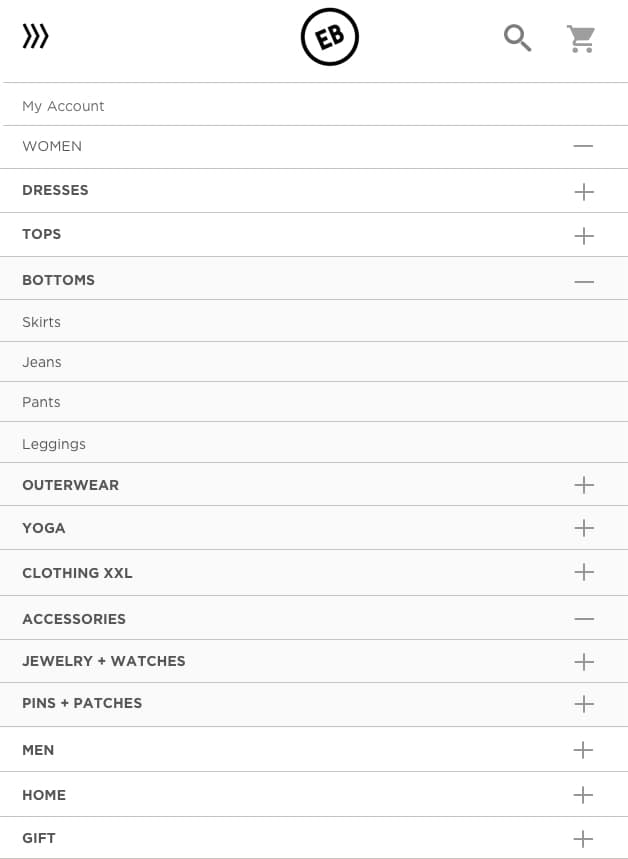 EB
My Account
WOMEN
DRESSES
TOPS
BOTTOMS
Skirts
Jeans
Pants
Leggings
OUTERWEAR
YOGA
CLOTHING XXL
ACCESSORIES
JEWELRY + WATCHES
PINS + PATCHES
MEN
HOME
GIFT